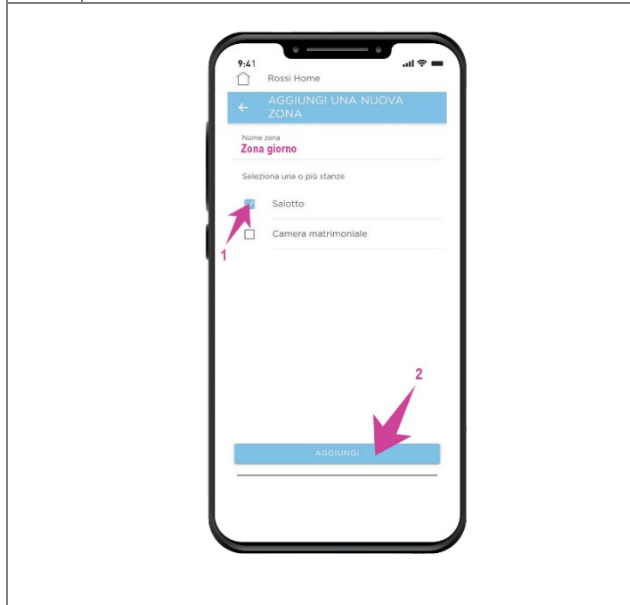 9:41
Rossi Home
AGGIUNGI UNA NUOVA
ZONA
Nome zona
Zona giorno
Seleziona una o più stanze
Salotto
Camera matrimoniale
1
2
AGGIUNGI